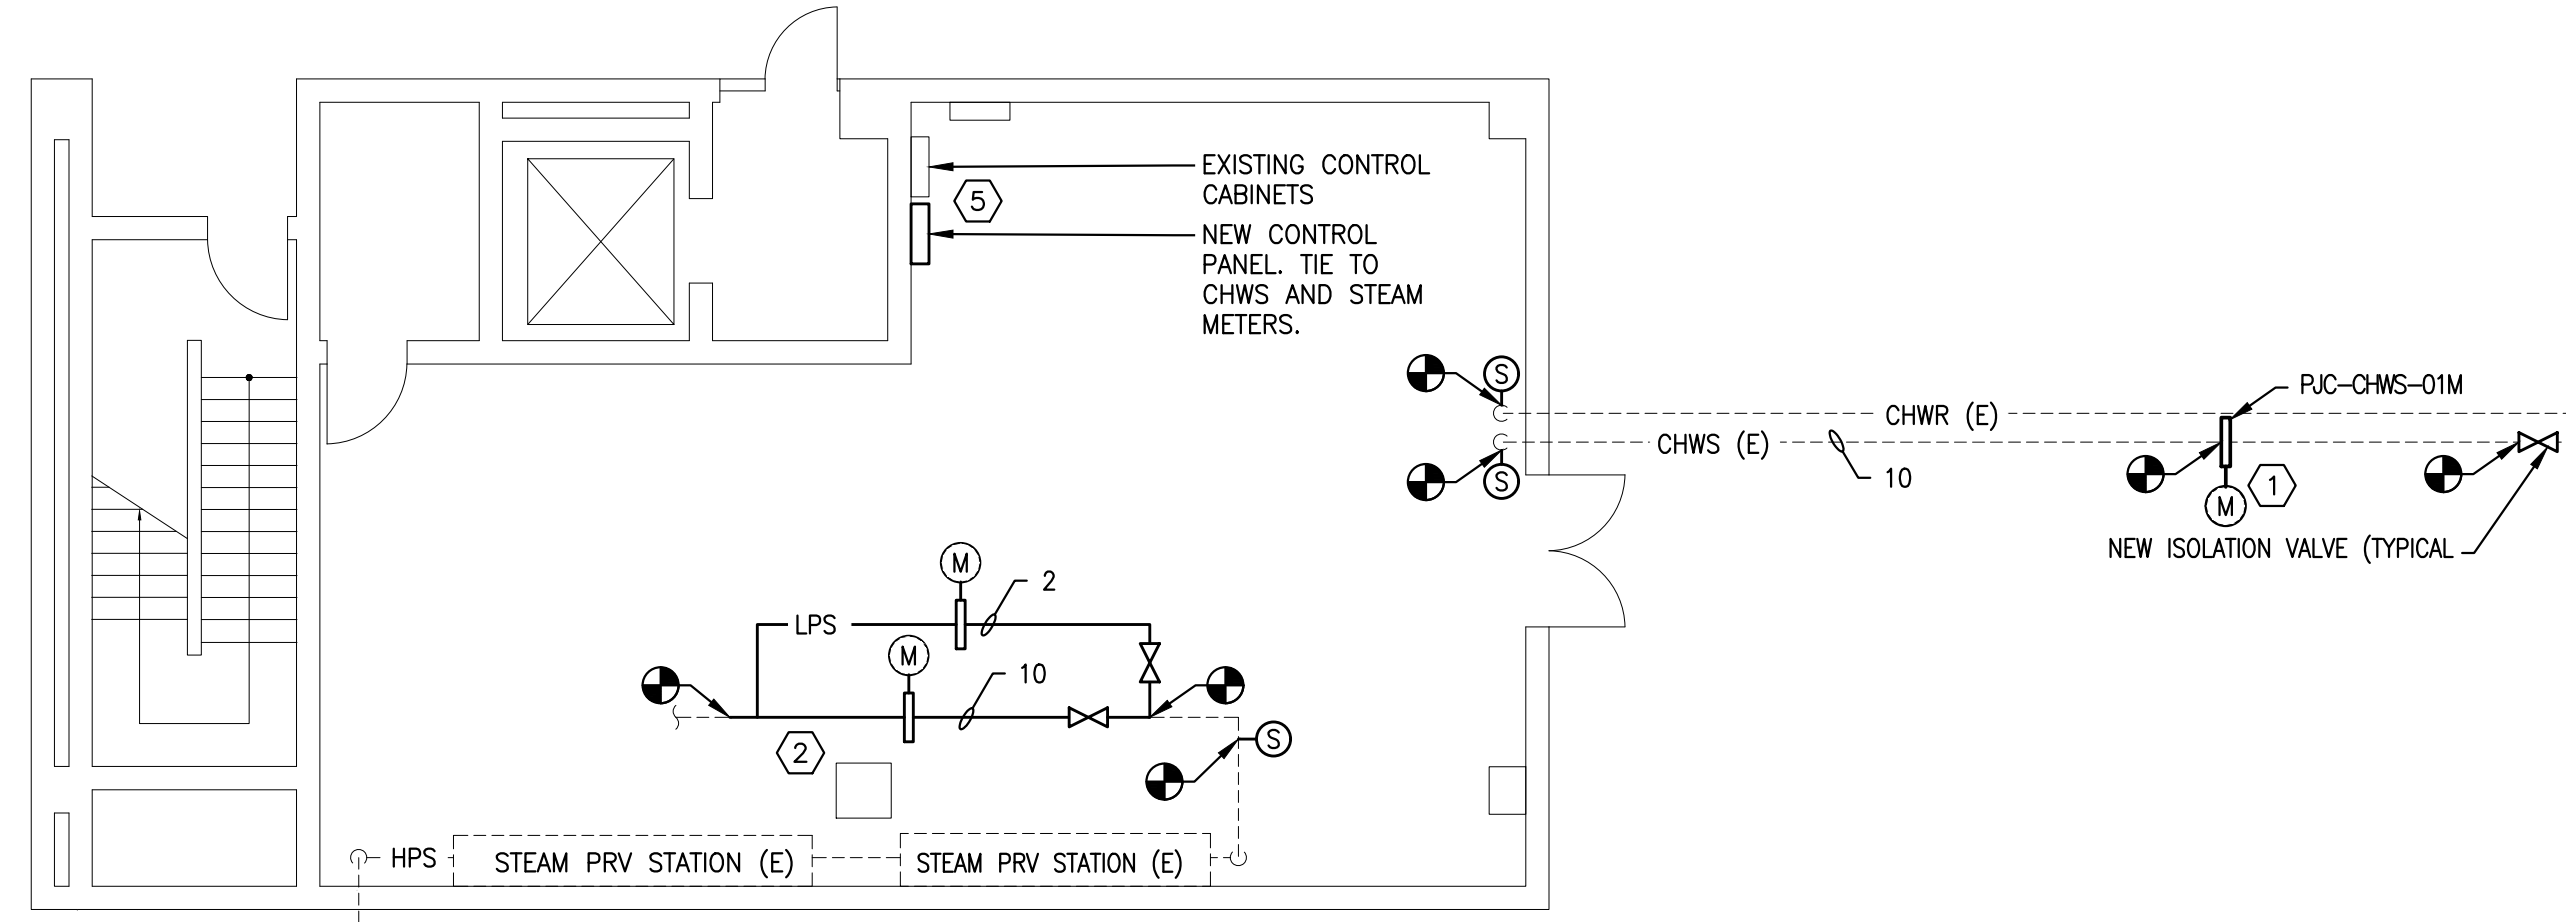 EXISTING CONTROL
CABINETS
5
NEW CONTROL
PANEL. TIE TO
CHWS AND STEAM
METERS.
S
PJC-CHWS-01M
CHWR (E)
CHWS (E)
10
S
1
M
NEW ISOLATION VALVE (TYPICAL
M
2
LPS
M
10
2
S
HPS
STEAM PRV STATION (E)
STEAM PRV STATION (E)